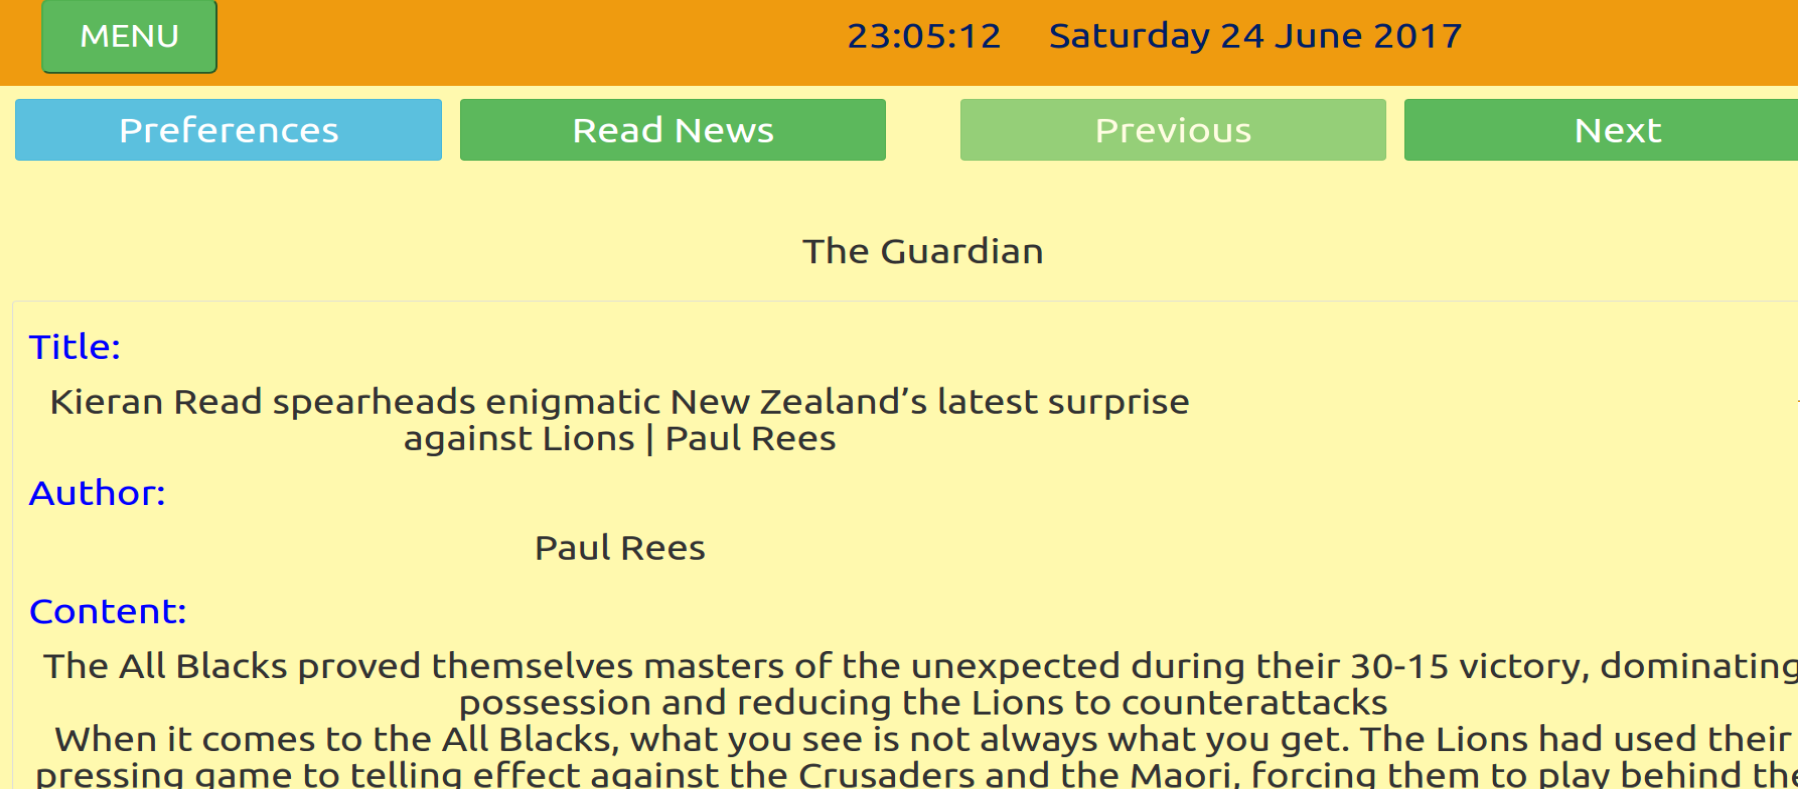 MENU 23:05:12 Saturday 24 June 2017
Preferences Read News Previous Next
The Guardian
Title:
Kieran Read spearheads enigmatic New Zealand’s latest surprise
against Lions | Paul Rees
Author:
Paul Rees
Content:
The All Blacks proved themselves masters of the unexpected during their 30-15 victory, dominating
possession and reducing the Lions to counterattacks
When it comes to the All Blacks, what you see is not always what you get. The Lions had used their
pressing game to telling effect against the Crusaders and the Maori, forcing them to play behind the